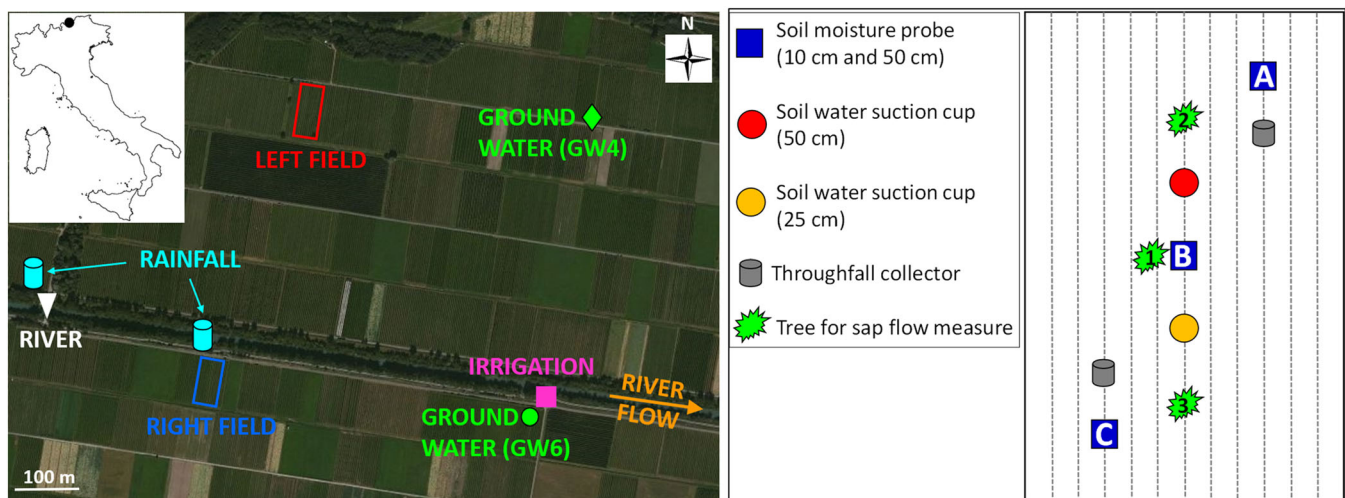 N
GROUND
WATER (GW4)
LEFT FIELD
RAINFALL
RIVER
IRRIGATION
RIVER
FLOW
GROUND
WATER (GW6)
RIGHT FIELD
100 m
Soil moisture probe
(10 cm and 50 cm)
Soil water suction cup
(50 cm)
Soil water suction cup
(25 cm)
Throughfall collector
Tree for sap flow measure
A
2
B
1
3
C